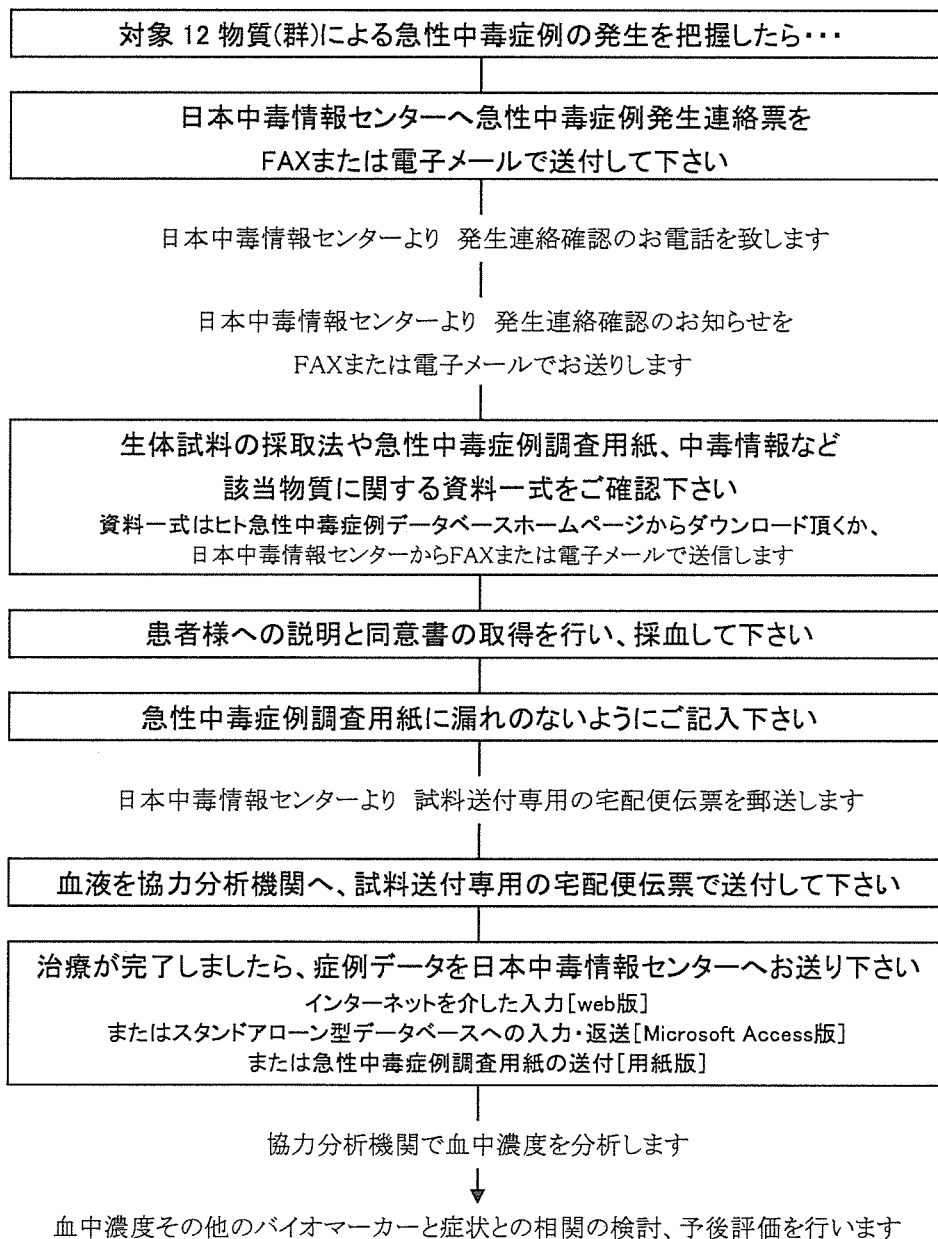 対象 12 物質(群)による急性中毒症例の発生を把握したら・・・
日本中毒情報センターへ急性中毒症例発生連絡票を
FAXまたは電子メールで送付して下さい
日本中毒情報センターより 発生連絡確認のお電話を致します
日本中毒情報センターより 発生連絡確認のお知らせを
FAXまたは電子メールでお送りします
生体試料の採取法や急性中毒症例調査用紙、中毒情報など
該当物質に関する資料一式をご確認下さい
資料一式はヒト急性中毒症例データベースホームページからダウンロード頂くか、
日本中毒情報センターからFAXまたは電子メールで送信します
患者様への説明と同意書の取得を行い、採血して下さい
急性中毒症例調査用紙に漏れのないようにご記入下さい
日本中毒情報センターより 試料送付専用の宅配便伝票を郵送します
血液を協力分析機関へ、試料送付専用の宅配便伝票で送付して下さい
治療が完了しましたら、症例データを日本中毒情報センターへお送り下さい
インターネットを介した入力[web版]
またはスタンドアローン型データベースへの入力・返送[Microsoft Access版]
または急性中毒症例調査用紙の送付[用紙版]
協力分析機関で血中濃度を分析します
血中濃度その他のバイオマーカーと症状との相関の検討、予後評価を行います